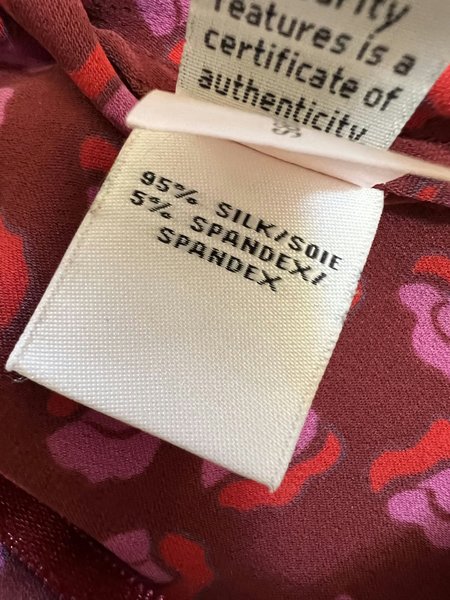 features is a
certificate of
authenticity.
95% SILK/SOIE
5% SPANDEX/
SPANDEX